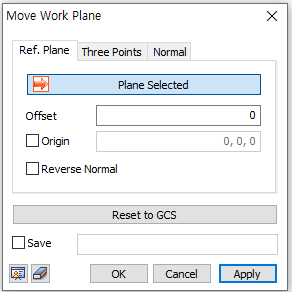 Move Work Plane
Ref. Plane Three Points Normal
Plane Selected
Offset 0
Origin 0, 0, 0
Reverse Normal
Reset to GCS
Save
OK Cancel Apply